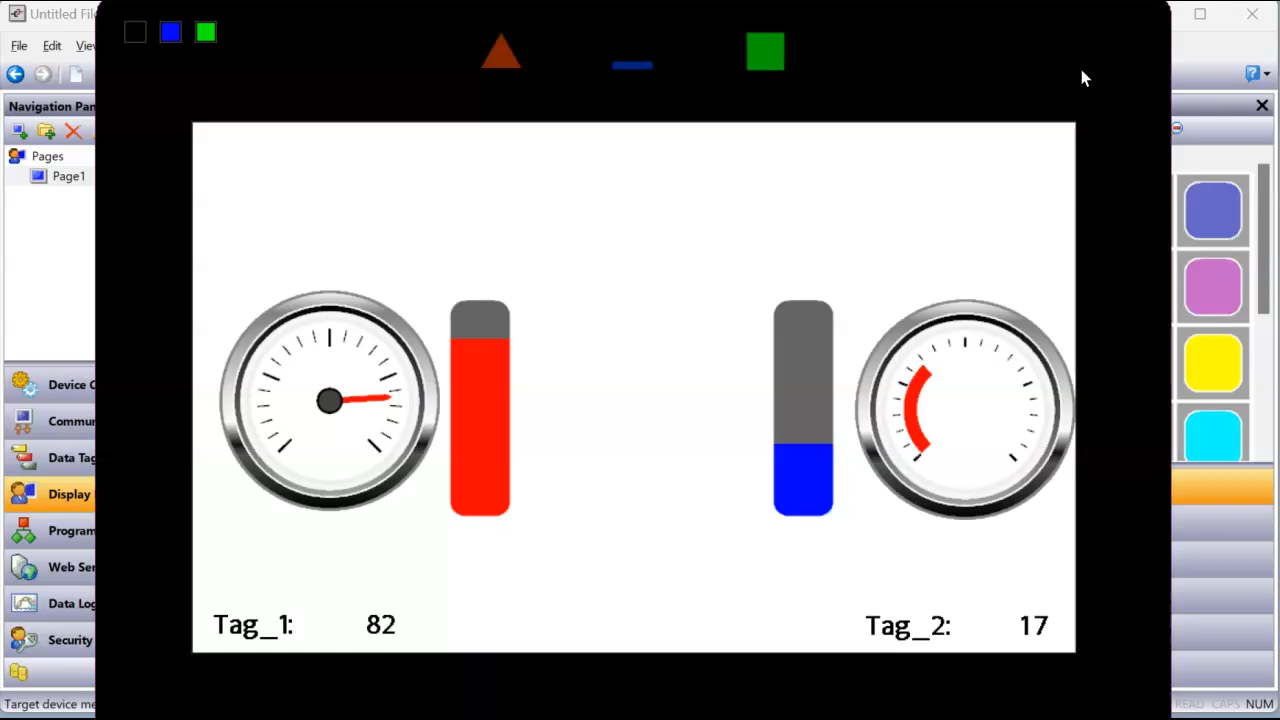 Untitled File
File Edit View
Navigation Pan
Pages
Page1
Device C
Commun
Data Tag
Display
Program
Web Ser
Data Log
Security
Tag_1: 82
Tag_2: 17
Target device me
READ CAPS NUM